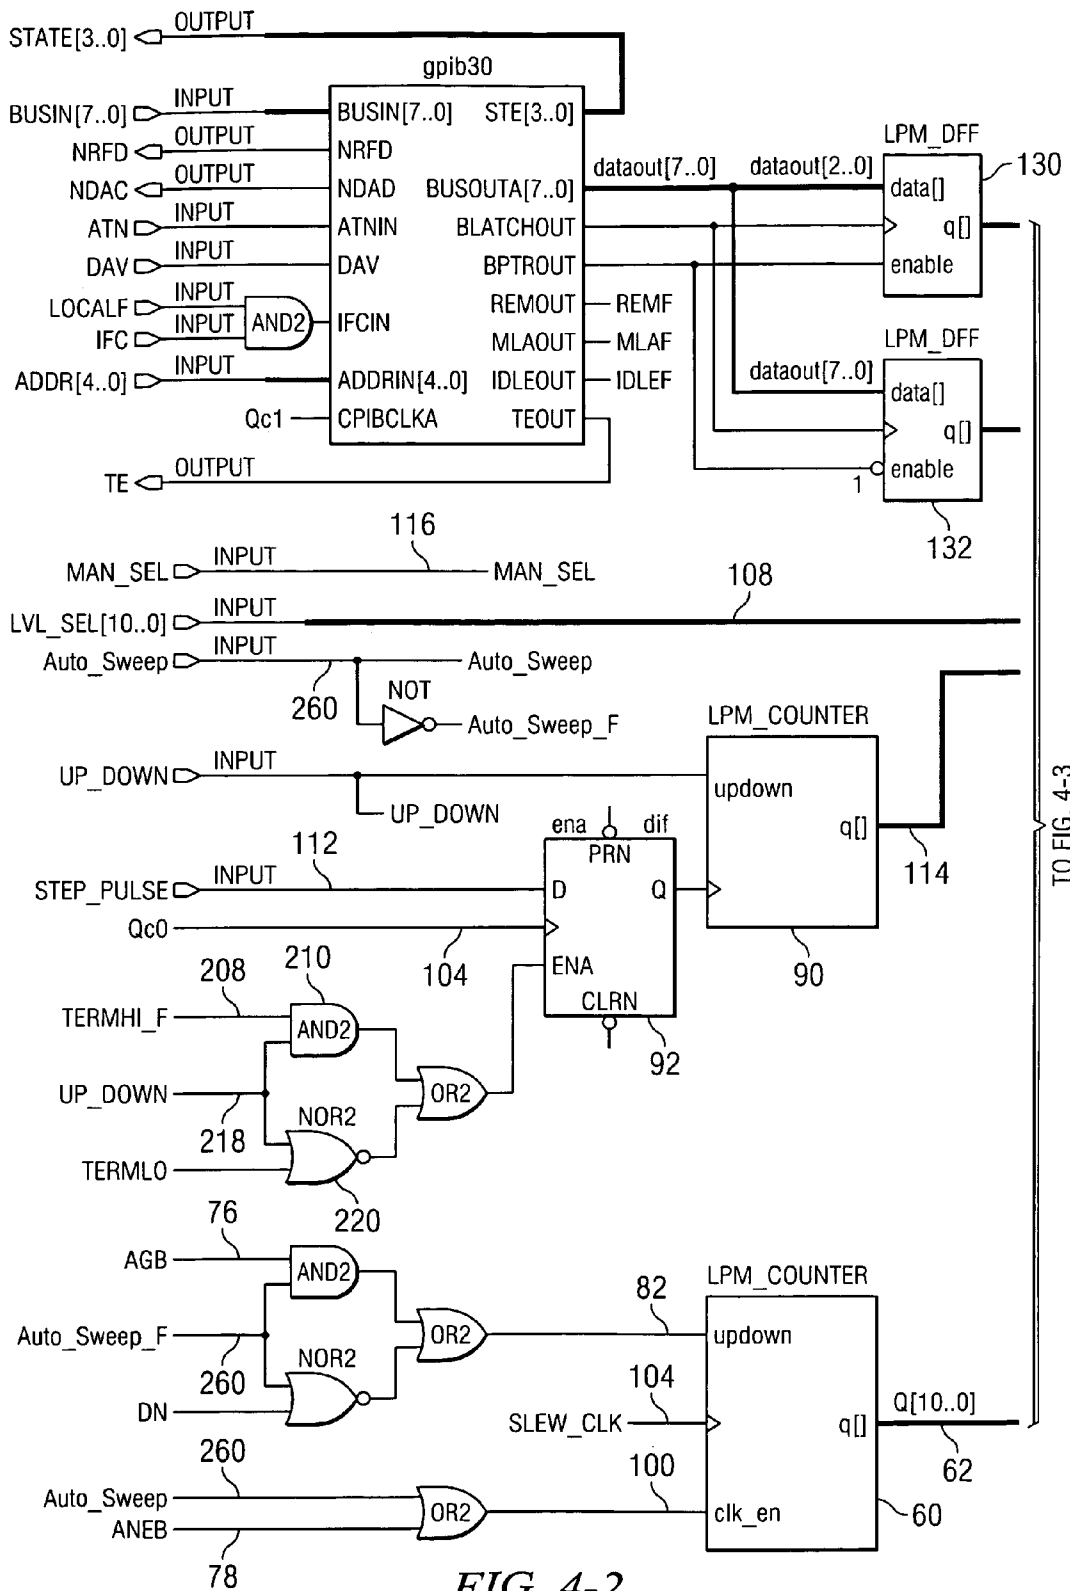 STATE[3..0] OUTPUT
gpib30
BUSIN[7..0] INPUT BUSIN[7..0] STE[3..0]
NRFD OUTPUT NRFD
NDAC OUTPUT NDAD BUSOUTA[7..0] dataout[7..0] dataout[2..0]
LPM_DFF
130
data[]
q[]
enable
ATN INPUT ATNIN BLATCHOUT
DAV INPUT DAV BPTROUT
LOCALF INPUT REMOUT REMF
AND2 IFCIN
IFC INPUT MLAOUT MLAF
ADDR[4..0] INPUT ADDRIN[4..0] IDLEOUT IDLEF
Qc1 CPIBCLKA TEOUT
TE OUTPUT
LPM_DFF
dataout[7..0] data[]
q[]
enable
1
132
116
MAN_SEL INPUT MAN_SEL
108
LVL_SEL[10..0] INPUT
Auto_Sweep INPUT Auto_Sweep
260
NOT
Auto_Sweep_F
LPM_COUNTER
UP_DOWN INPUT updown
UP_DOWN
q[]
114
90
ena dif
PRN
112
STEP_PULSE INPUT D Q
Qc0
104
ENA
CLRN
92
TO FIG. 4-3
208
210
TERMHI_F AND2
UP_DOWN OR2
218
NOR2
TERMLO
220
76
AGB AND2
Auto_Sweep_F OR2
260
NOR2
DN
82
LPM_COUNTER
updown
104
SLEW_CLK
Q[10..0]
q[]
62
100
clk_en
60
260
Auto_Sweep
OR2
ANEB
78
FIG. 4-2